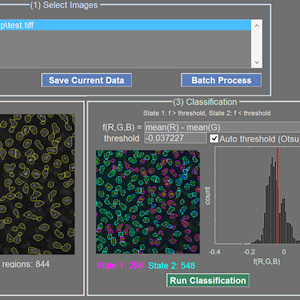 (1) Select Images
p\test.tiff
Save Current Data
Batch Process
(3) Classification
State 1: f > threshold, State 2: f < threshold
f(R,G,B) = mean(R) - mean(G)
threshold -0.037227
Auto threshold (Otsu
count
-0.4 -0.2 0
f(R,G,B)
regions: 844
State 1: 296 State 2: 548
Run Classification